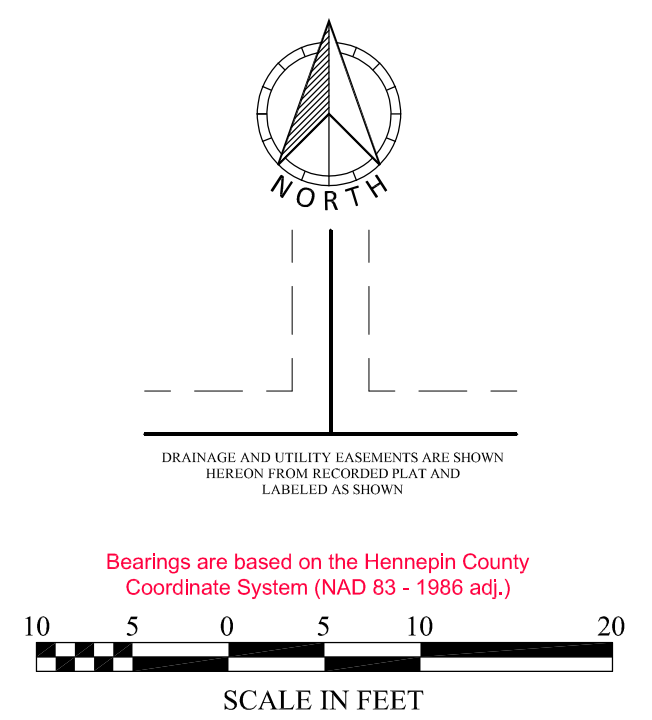 NORTH
DRAINAGE AND UTILITY EASEMENTS ARE SHOWN
HEREON FROM RECORDED PLAT AND
LABELED AS SHOWN
Bearings are based on the Hennepin County
Coordinate System (NAD 83 - 1986 adj.)
10 5 0 5 10 20
SCALE IN FEET